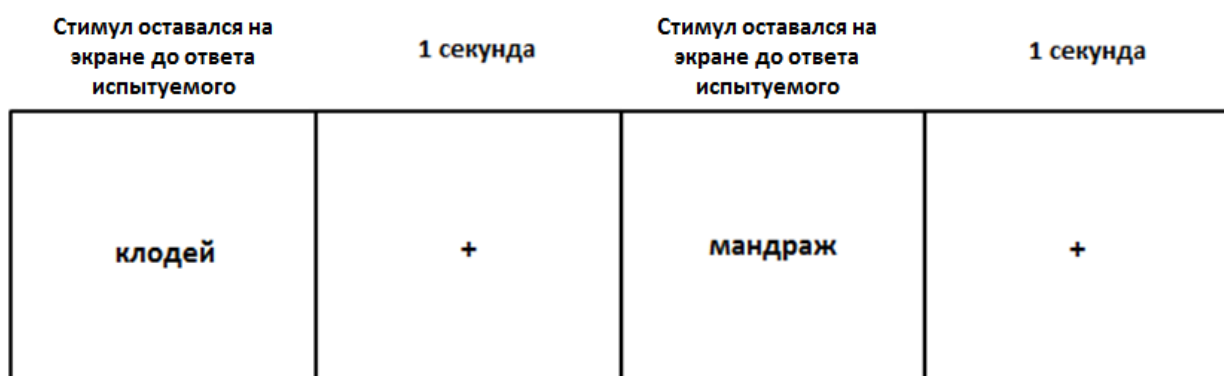 Стимул оставался на
экране до ответа
испытуемого
1 секунда
Стимул оставался на
экране до ответа
испытуемого
1 секунда
клодей
+
мандраж
+